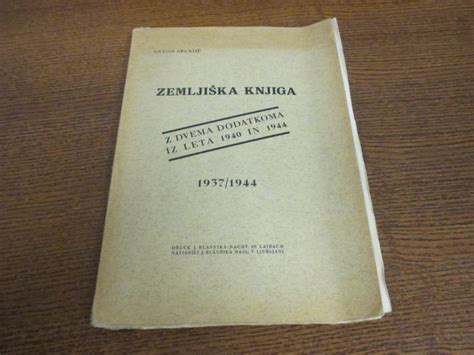 ANTON SPENDE
ZEMLJIŠKA KNJIGA
Z DVEMA DODATKOMA
IZ LETA 1940 IN 1944
1937/1944
DRUCK J. BLASNIKA NACHF. IN LAIBACH
NATISNILI J. BLASNIKA NASL. V LJUBLJANI